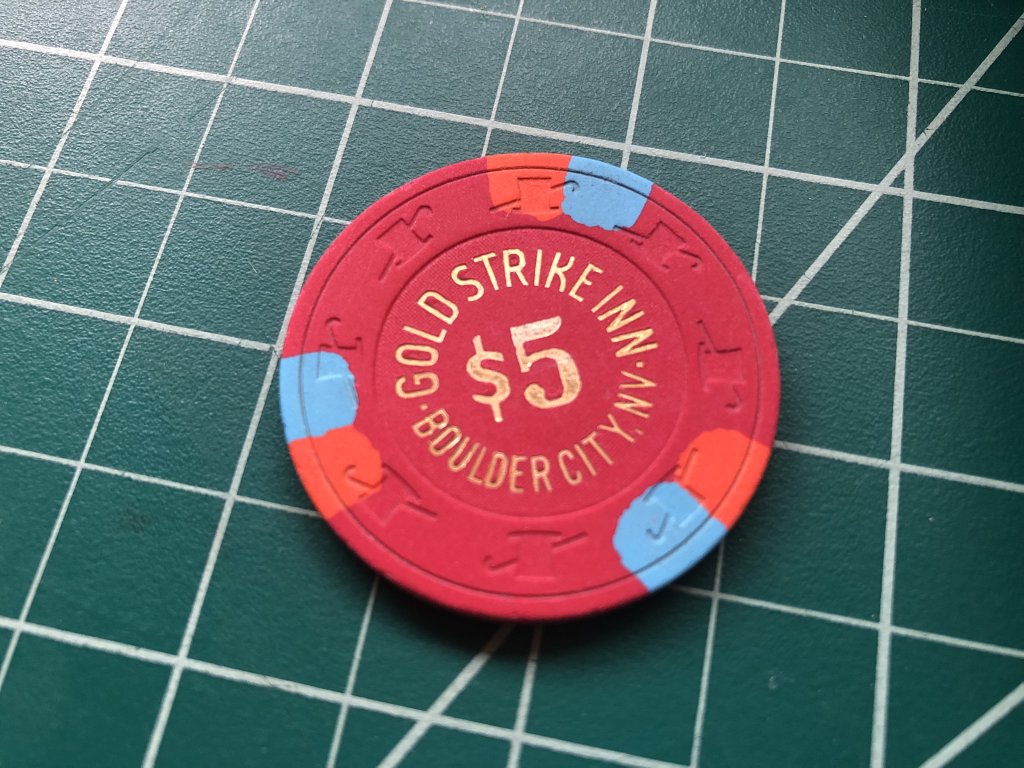 · GOLD STRIKE INN ·
$5
BOULDER CITY, NV.